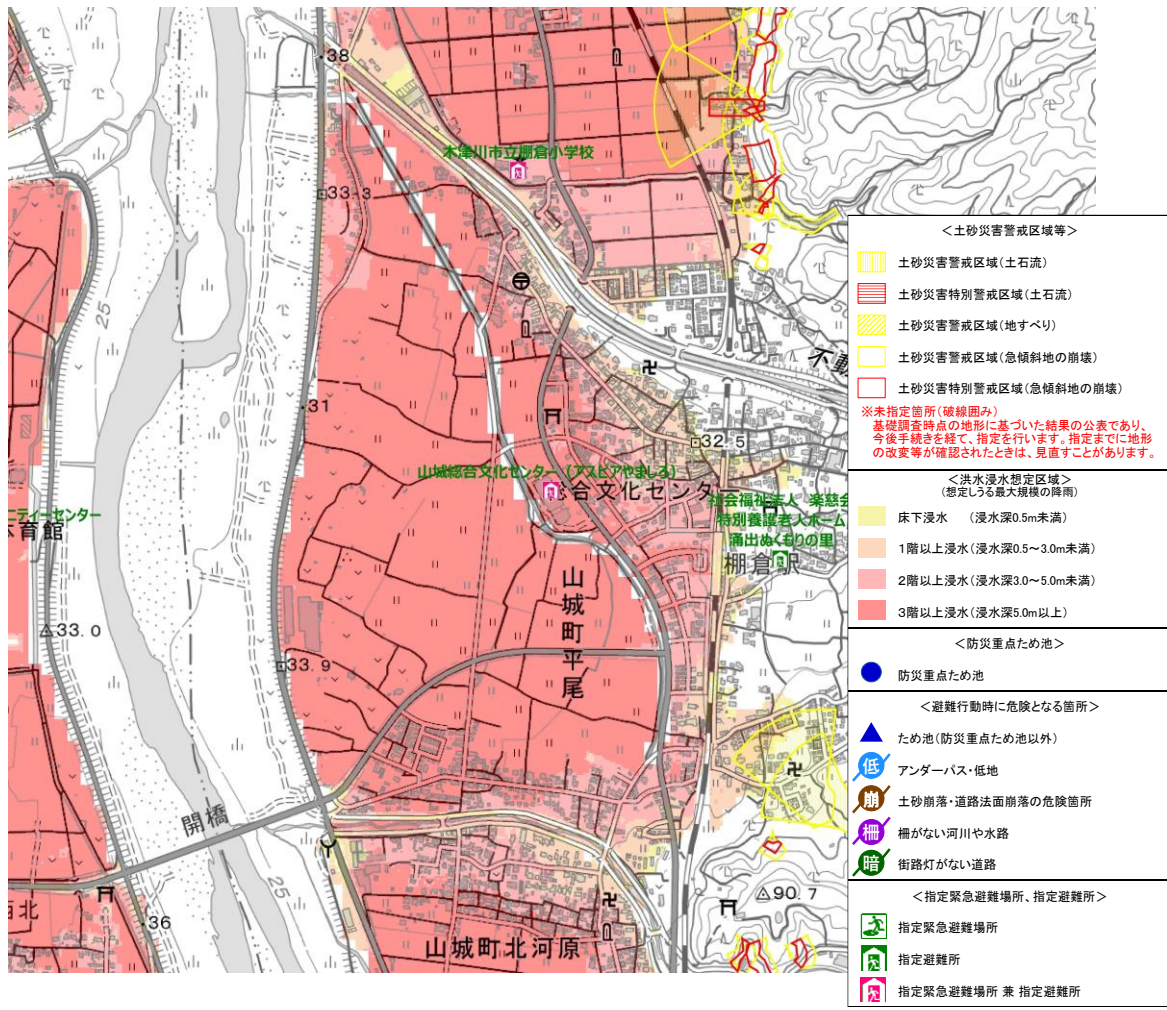 38
木津川市立棚倉小学校
33.3
25
不動
31
32.5
山城総合文化センター（アスピアやましろ）
合文化センタ
社会福祉法人　楽慈会
特別養護老人ホーム
涌出ぬくもりの里
棚倉駅
ニティーセンター
育館
山城町平尾
33.0
33.9
開橋
25
36
西北
90.7
山城町北河原
＜土砂災害警戒区域等＞
土砂災害警戒区域（土石流）
土砂災害特別警戒区域（土石流）
土砂災害警戒区域（地すべり）
土砂災害警戒区域（急傾斜地の崩壊）
土砂災害特別警戒区域（急傾斜地の崩壊）
※未指定箇所（破線囲み）
基礎調査時点の地形に基づいた結果の公表であり、
今後手続きを経て、指定を行います。指定までに地形
の改変等が確認されたときは、見直すことがあります。
＜洪水浸水想定区域＞
（想定しうる最大規模の降雨）
床下浸水　（浸水深0.5m未満）
１階以上浸水（浸水深0.5～3.0m未満）
２階以上浸水（浸水深3.0～5.0m未満）
３階以上浸水（浸水深5.0m以上）
＜防災重点ため池＞
防災重点ため池
＜避難行動時に危険となる箇所＞
ため池（防災重点ため池以外）
低 アンダーパス・低地
崩 土砂崩落・道路法面崩落の危険箇所
柵 柵がない河川や水路
暗 街路灯がない道路
＜指定緊急避難場所、指定避難所＞
指定緊急避難場所
指定避難所
指定緊急避難場所 兼 指定避難所